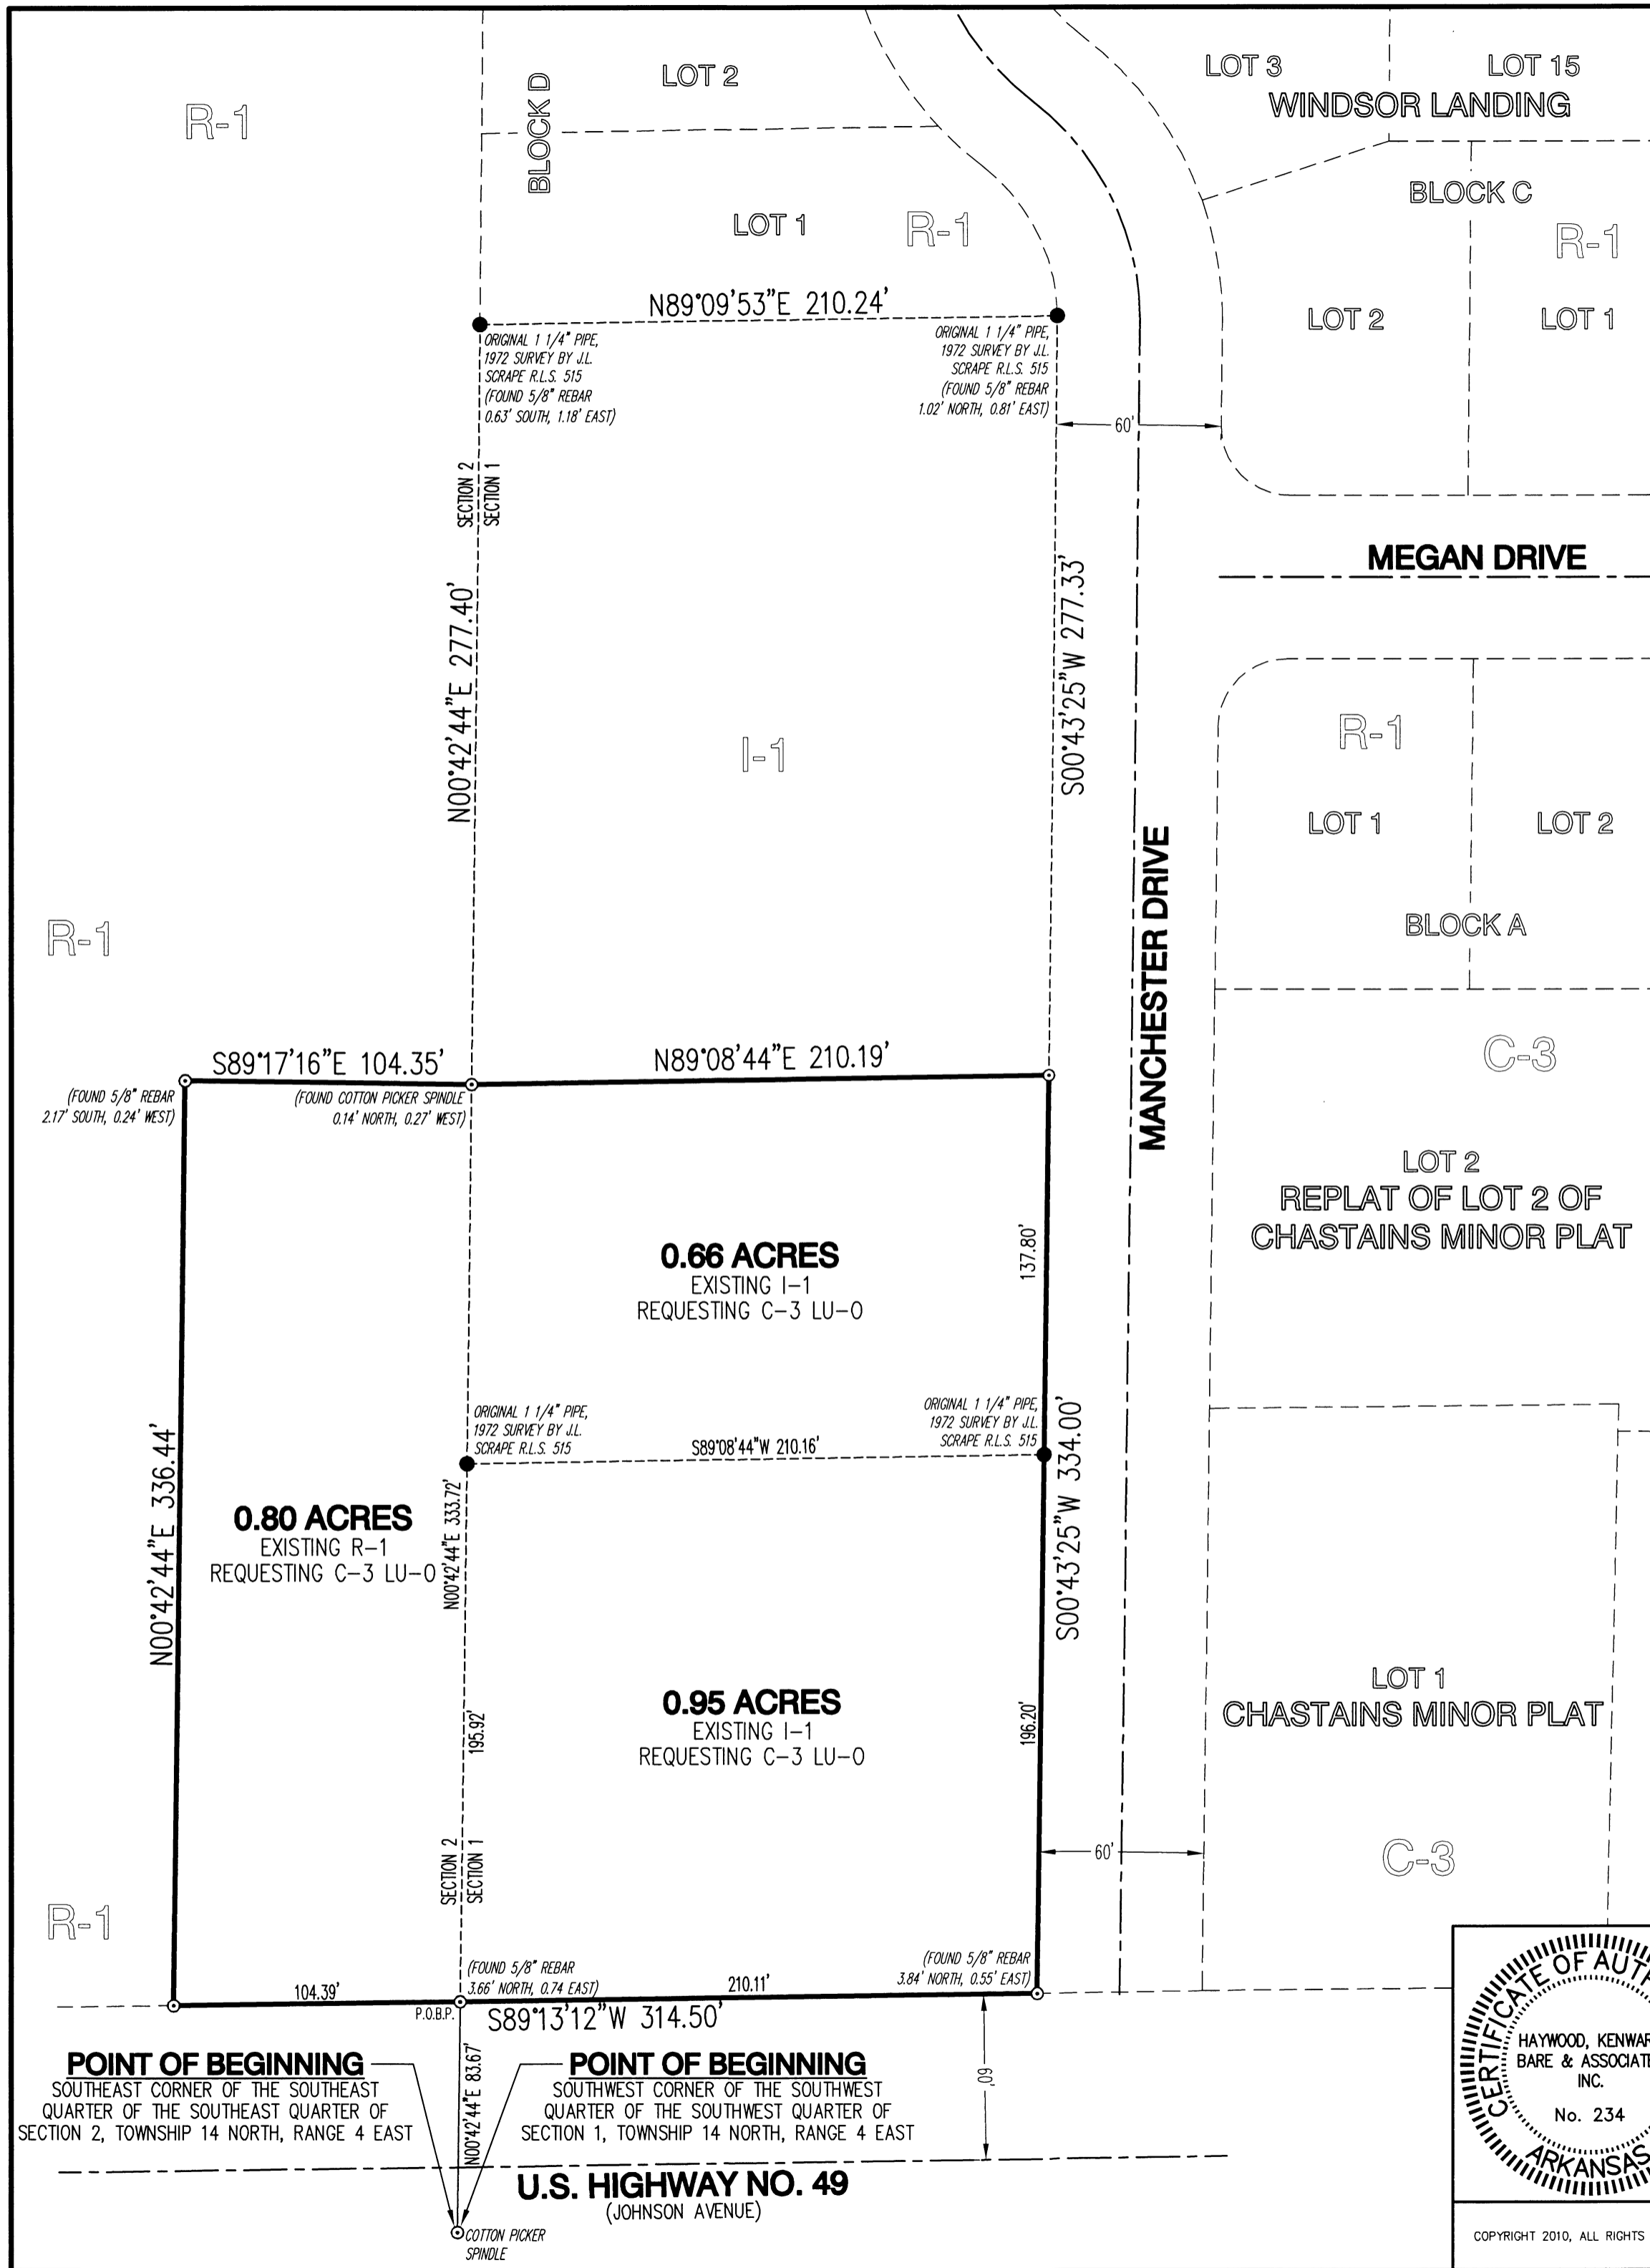 R-1
BLOCK D
LOT 2
LOT 3
LOT 15
WINDSOR LANDING
LOT 1
R-1
BLOCK C
R-1
LOT 2
LOT 1
N89°09'53"E 210.24'
ORIGINAL 1 1/4" PIPE,
1972 SURVEY BY J.L.
SCRAPE R.L.S. 515
(FOUND 5/8" REBAR
0.63' SOUTH, 1.18' EAST)
ORIGINAL 1 1/4" PIPE,
1972 SURVEY BY J.L.
SCRAPE R.L.S. 515
(FOUND 5/8" REBAR
1.02' NORTH, 0.81' EAST)
60'
SECTION 2
SECTION 1
MEGAN DRIVE
N00°42'44"E 277.40'
S00°43'25"W 277.33'
I-1
R-1
LOT 1
LOT 2
BLOCK A
MANCHESTER DRIVE
R-1
C-3
S89°17'16"E 104.35'
N89°08'44"E 210.19'
(FOUND 5/8" REBAR
2.17' SOUTH, 0.24' WEST)
(FOUND COTTON PICKER SPINDLE
0.14' NORTH, 0.27' WEST)
LOT 2
REPLAT OF LOT 2 OF
CHASTAINS MINOR PLAT
0.66 ACRES
EXISTING I-1
REQUESTING C-3 LU-O
137.80'
ORIGINAL 1 1/4" PIPE,
1972 SURVEY BY J.L.
SCRAPE R.L.S. 515
ORIGINAL 1 1/4" PIPE,
1972 SURVEY BY J.L.
SCRAPE R.L.S. 515
S89°08'44"W 210.16'
N00°42'44"E 336.44'
N00°42'44"E 333.72'
S00°43'25"W 334.00'
0.80 ACRES
EXISTING R-1
REQUESTING C-3 LU-O
0.95 ACRES
EXISTING I-1
REQUESTING C-3 LU-O
195.92'
196.20'
LOT 1
CHASTAINS MINOR PLAT
60'
C-3
SECTION 2
SECTION 1
R-1
(FOUND 5/8" REBAR
3.66' NORTH, 0.74 EAST)
(FOUND 5/8" REBAR
3.84' NORTH, 0.55' EAST)
104.39'
210.11'
P.O.B.P.
S89°13'12"W 314.50'
N00°42'44"E 83.67'
60'
POINT OF BEGINNING
SOUTHEAST CORNER OF THE SOUTHEAST
QUARTER OF THE SOUTHEAST QUARTER OF
SECTION 2, TOWNSHIP 14 NORTH, RANGE 4 EAST
POINT OF BEGINNING
SOUTHWEST CORNER OF THE SOUTHWEST
QUARTER OF THE SOUTHWEST QUARTER OF
SECTION 1, TOWNSHIP 14 NORTH, RANGE 4 EAST
U.S. HIGHWAY NO. 49
(JOHNSON AVENUE)
COTTON PICKER
SPINDLE
CERTIFICATE OF AUTH
HAYWOOD, KENWAR
BARE & ASSOCIATE
INC.
No. 234
ARKANSAS
COPYRIGHT 2010, ALL RIGHTS